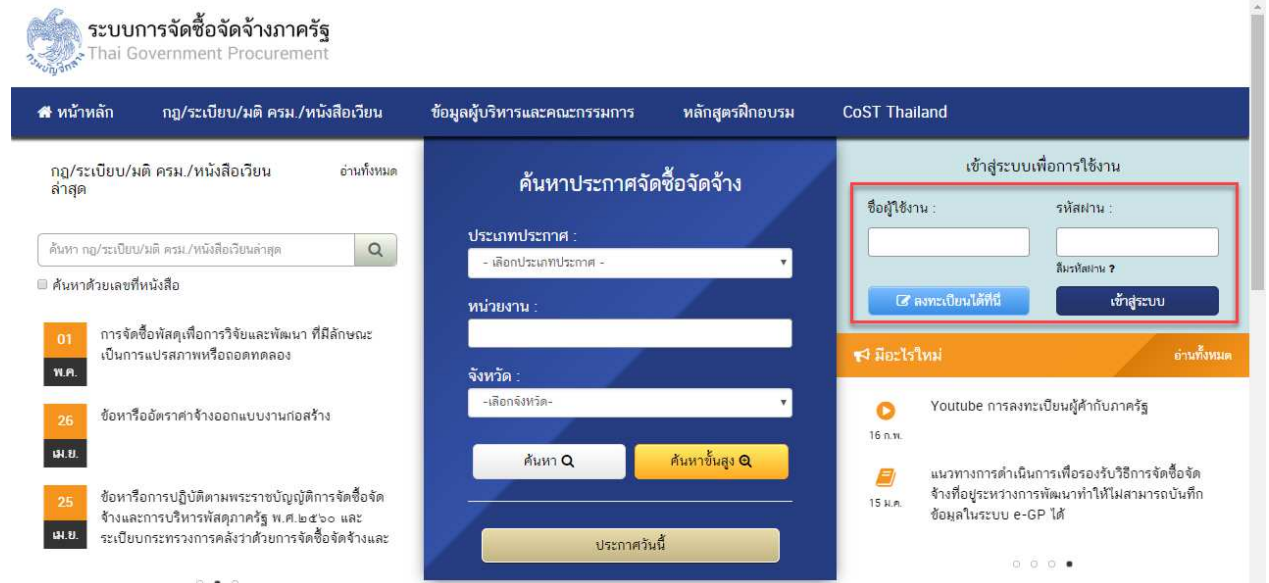 ระบบการจัดซื้อจัดจ้างภาครัฐ
Thai Government Procurement
กรมบัญชีกลาง
หน้าหลัก
กฎ/ระเบียบ/มติ ครม./หนังสือเวียน
ข้อมูลผู้บริหารและคณะกรรมการ
หลักสูตรฝึกอบรม
CoST Thailand
กฎ/ระเบียบ/มติ ครม./หนังสือเวียน
ล่าสุด
อ่านทั้งหมด
ค้นหา กฎ/ระเบียบ/มติ ครม./หนังสือเวียนล่าสุด
ค้นหาด้วยเลขที่หนังสือ
01
พ.ค.
การจัดซื้อพัสดุเพื่อการวิจัยและพัฒนา ที่มีลักษณะ
เป็นการแปรสภาพหรือถอดทดลอง
26
เม.ย.
ข้อหารืออัตราค่าจ้างออกแบบงานก่อสร้าง
25
เม.ย.
ข้อหารือการปฏิบัติตามพระราชบัญญัติการจัดซื้อจัด
จ้างและการบริหารพัสดุภาครัฐ พ.ศ.๒๕๖๐ และ
ระเบียบกระทรวงการคลังว่าด้วยการจัดซื้อจัดจ้างและ
ค้นหาประกาศจัดซื้อจัดจ้าง
ประเภทประกาศ :
- เลือกประเภทประกาศ -
หน่วยงาน :
จังหวัด :
-เลือกจังหวัด-
ค้นหา
ค้นหาขั้นสูง
ประกาศวันนี้
เข้าสู่ระบบเพื่อการใช้งาน
ชื่อผู้ใช้งาน :
รหัสผ่าน :
ลืมรหัสผ่าน ?
ลงทะเบียนได้ที่นี่
เข้าสู่ระบบ
มีอะไรใหม่
อ่านทั้งหมด
16 ก.พ.
Youtube การลงทะเบียนผู้ค้ากับภาครัฐ
15 ม.ค.
แนวทางการดำเนินการเพื่อรองรับวิธีการจัดซื้อจัด
จ้างที่อยู่ระหว่างการพัฒนาทำให้ไม่สามารถบันทึก
ข้อมูลในระบบ e-GP ได้